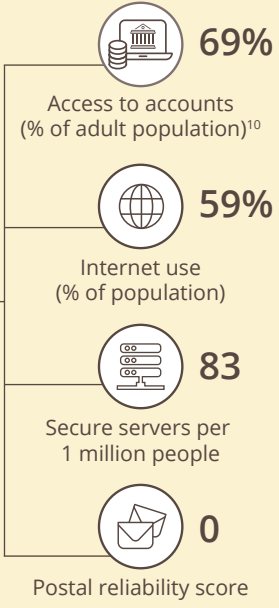 69%
Access to accounts
(% of adult population)10
59%
Internet use
(% of population)
83
Secure servers per
1 million people
0
Postal reliability score